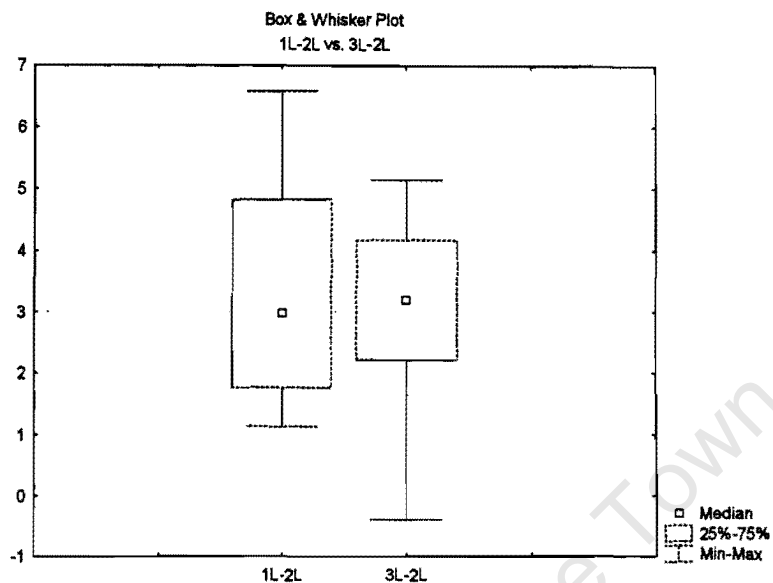 Box & Whisker Plot
1L-2L vs. 3L-2L
7
6
5
4
3
2
1
0
-1
1L-2L
3L-2L
Median
25%-75%
Min-Max
e Town